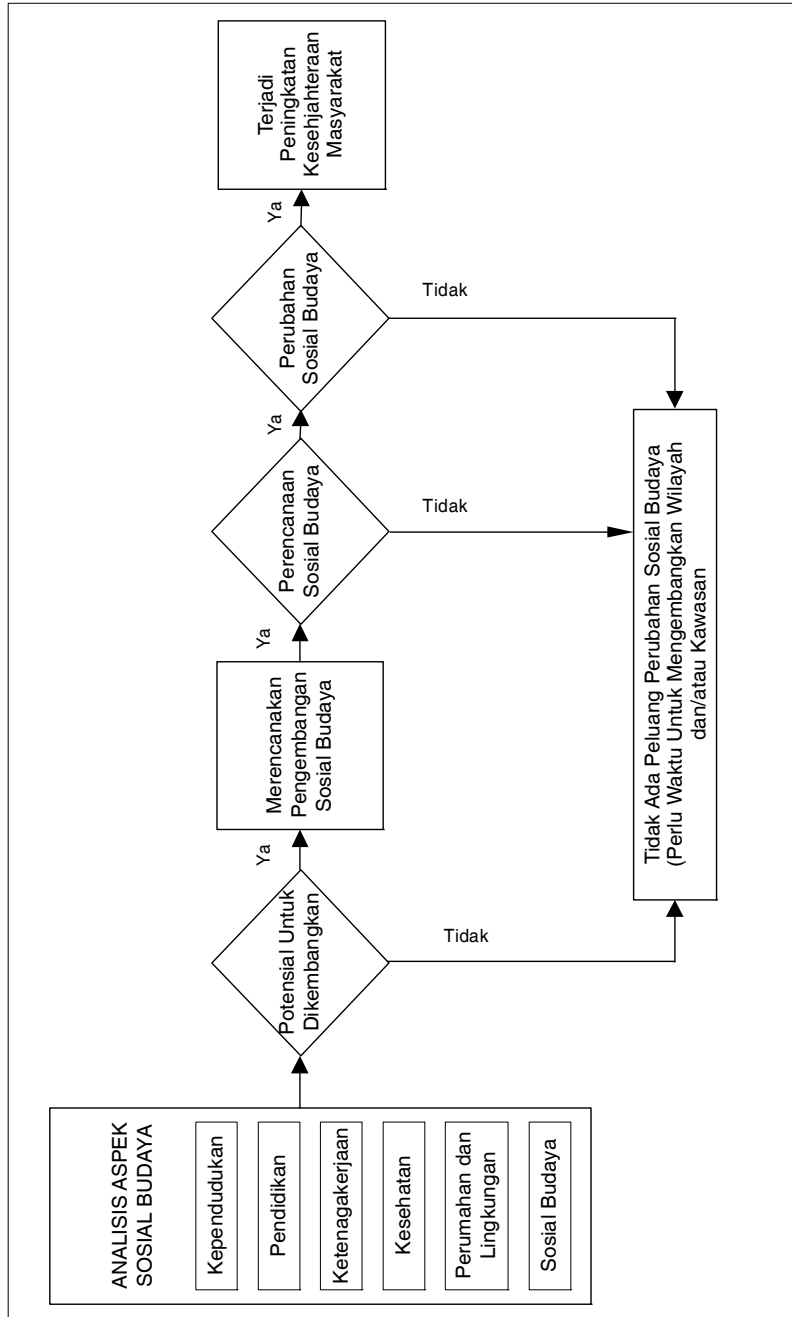 ANALISIS ASPEK
SOSIAL BUDAYA
Kependudukan
Pendidikan
Ketenagakerjaan
Kesehatan
Perumahan dan
Lingkungan
Sosial Budaya
Potensial Untuk
Dikembangkan
Ya
Tidak
Merencanakan
Pengembangan
Sosial Budaya
Ya
Perencanaan
Sosial Budaya
Ya
Tidak
Perubahan
Sosial Budaya
Ya
Tidak
Terjadi
Peningkatan
Kesehjahteraan
Masyarakat
Tidak Ada Peluang Perubahan Sosial Budaya
(Perlu Waktu Untuk Mengembangkan Wilayah
dan/atau Kawasan